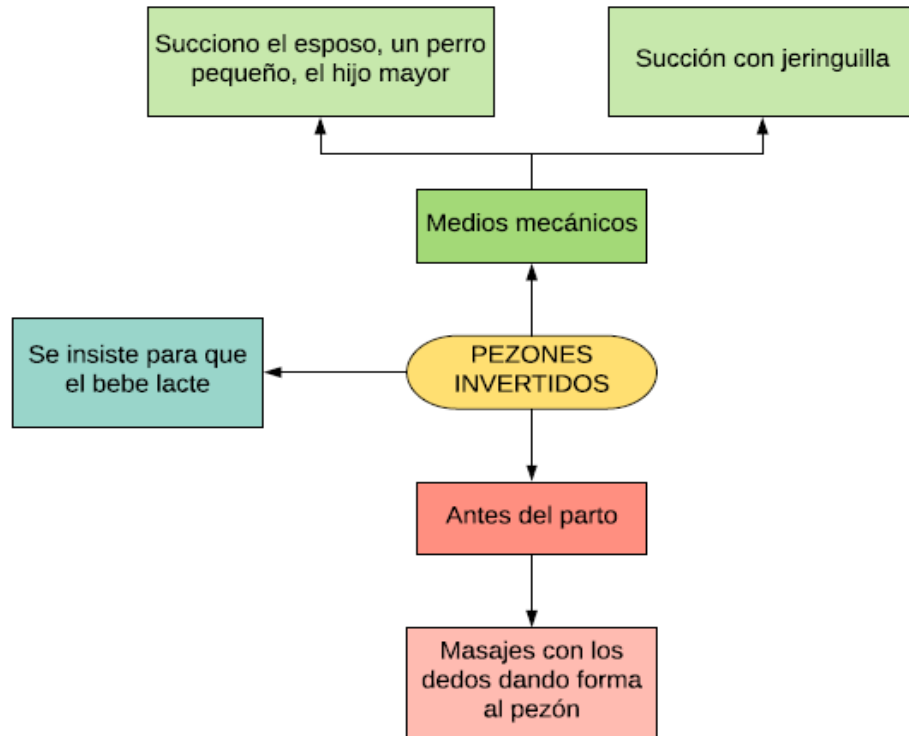 Succiono el esposo, un perro
pequeño, el hijo mayor
Succión con jeringuilla
Medios mecánicos
Se insiste para que
el bebe lacte
PEZONES
INVERTIDOS
Antes del parto
Masajes con los
dedos dando forma
al pezón